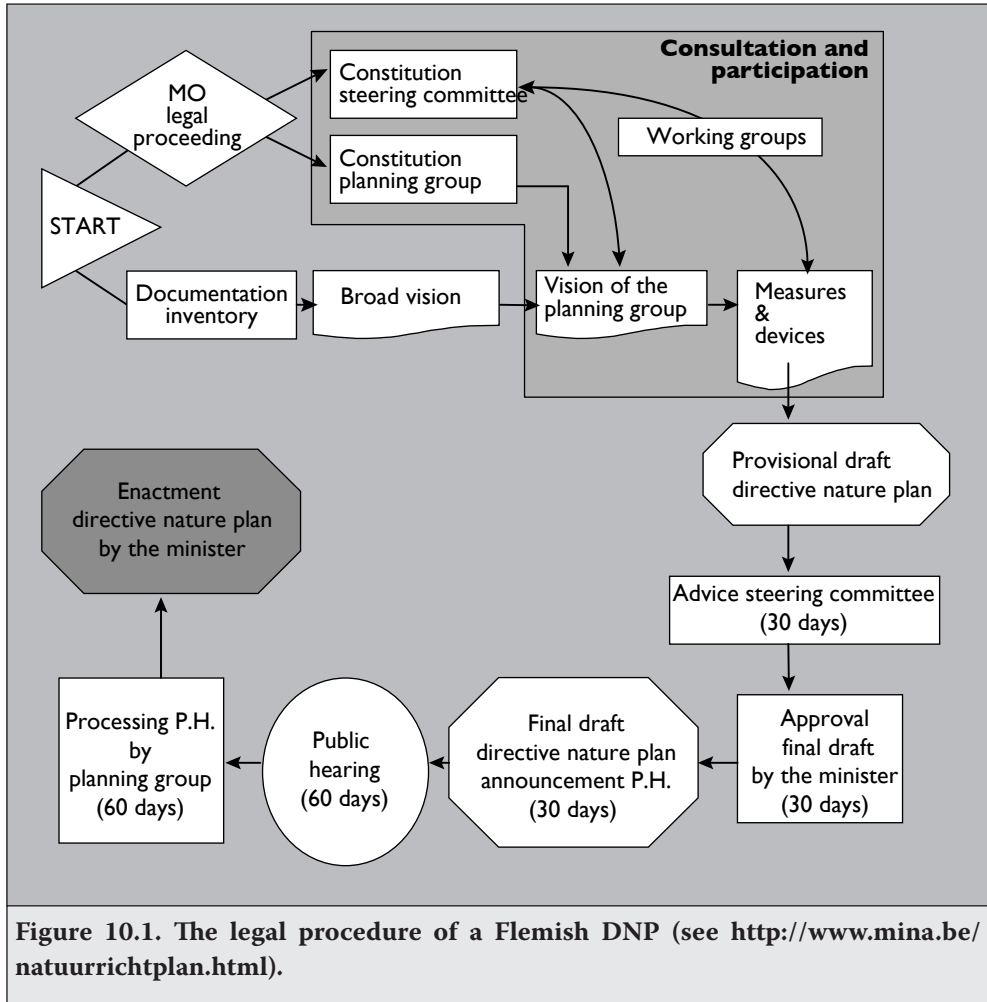 MO
legal
proceeding
START
Constitution
steering committee
Constitution
planning group
Consultation and
participation
Working groups
Documentation
inventory
Broad vision
Vision of the
planning group
Measures
&
devices
Provisional draft
directive nature plan
Advice steering committee
(30 days)
Approval
final draft
by the minister
(30 days)
Final draft
directive nature plan
announcement P.H.
(30 days)
Public
hearing
(60 days)
Processing P.H.
by
planning group
(60 days)
Enactment
directive nature plan
by the minister
Figure 10.1. The legal procedure of a Flemish DNP (see http://www.mina.be/
natuurrichtplan.html).